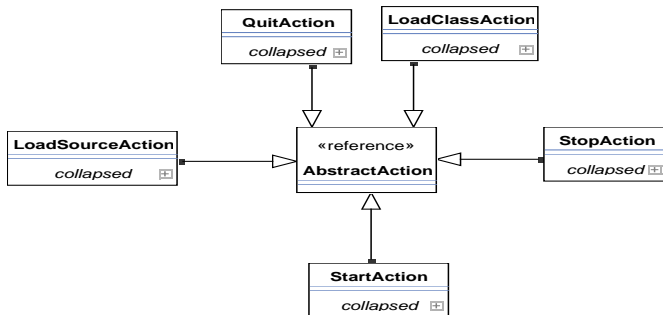 QuitAction
collapsed
LoadClassAction
collapsed
LoadSourceAction
collapsed
«reference»
AbstractAction
StopAction
collapsed
StartAction
collapsed